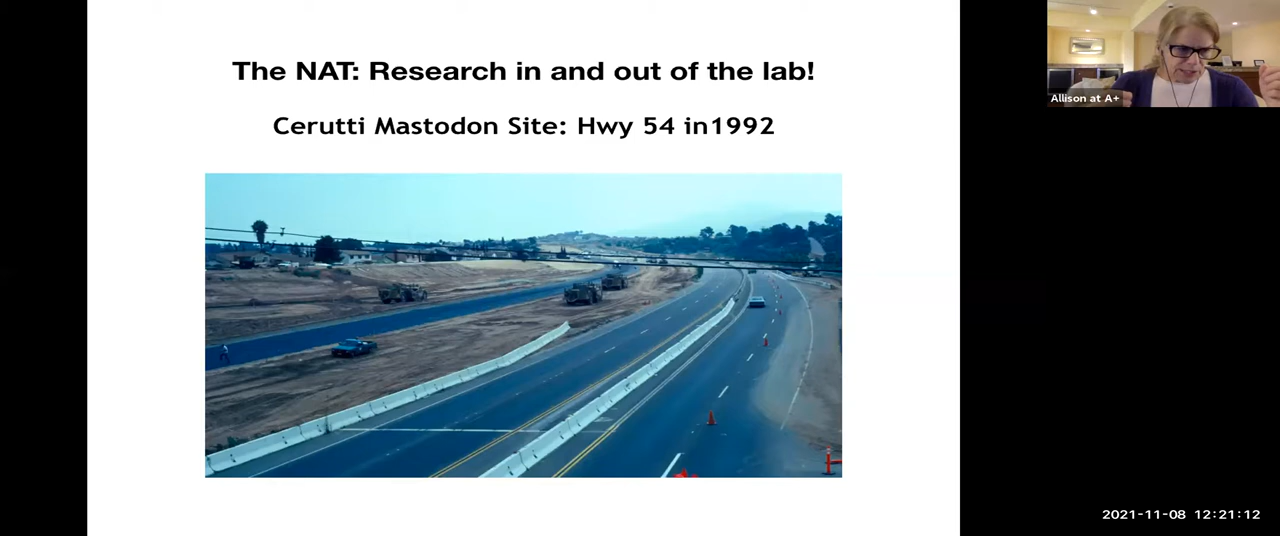 The NAT: Research in and out of the lab!
Cerutti Mastodon Site: Hwy 54 in1992
Allison at A+
2021-11-08 12:21:12